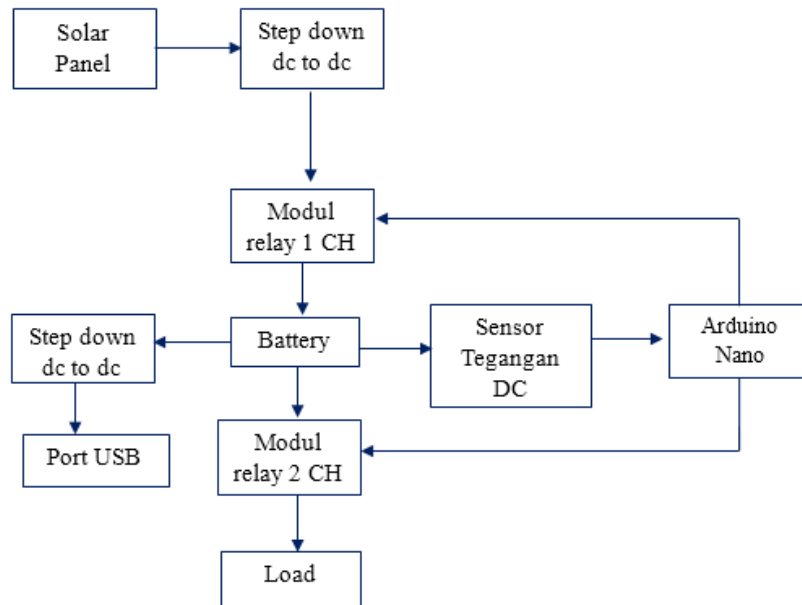 Solar
Panel
Step down
dc to dc
Modul
relay 1 CH
Step down
dc to dc
Battery
Sensor
Tegangan
DC
Arduino
Nano
Port USB
Modul
relay 2 CH
Load